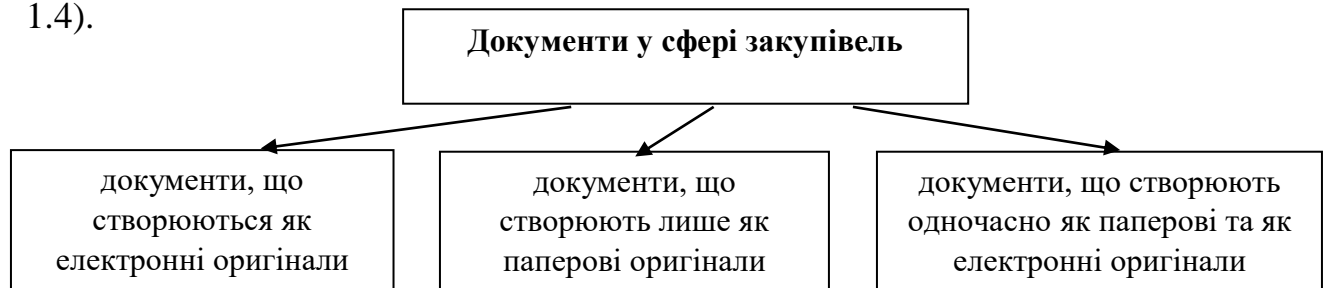 1.4).
Документи у сфері закупівель
документи, що
створюються як
електронні оригінали
документи, що
створюють лише як
паперові оригінали
документи, що створюють
одночасно як паперові та як
електронні оригінали